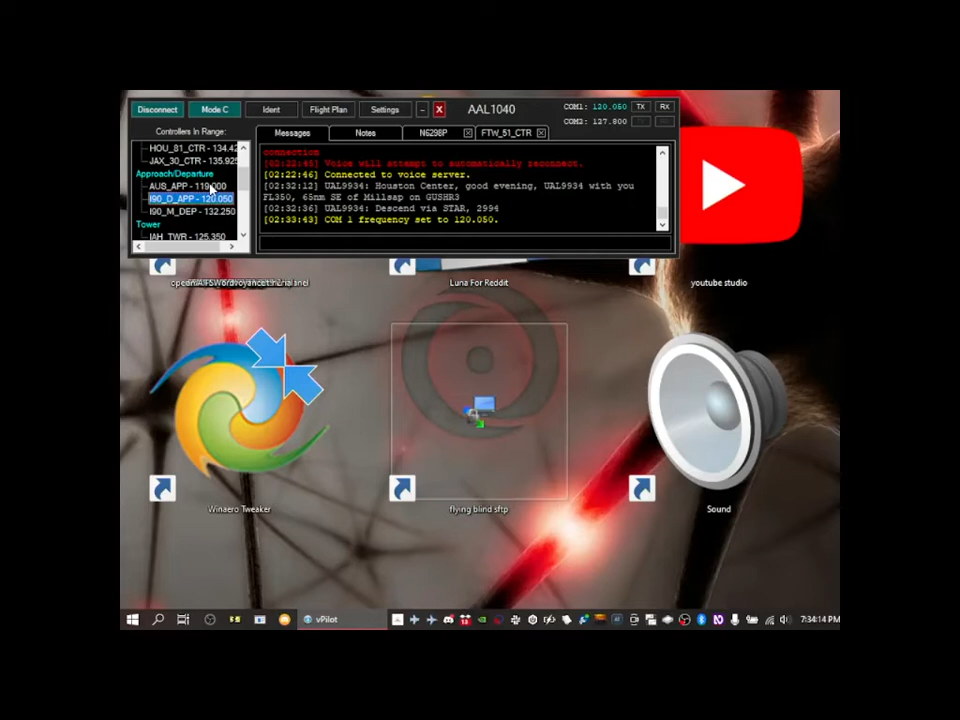 Disconnect
Mode C
Ident
Flight Plan
Settings
AAL1040
COM1: 120.050
TX
RX
COM2: 127.800
Controllers In Range:
Messages
Notes
N6298P
FTW_51_CTR
HOU_81_CTR - 134.42
JAX_30_CTR - 135.925
Approach/Departure
AUS_APP - 119.000
I90_D_APP - 120.050
I90_M_DEP - 132.250
Tower
IAH_TWR - 125.350
connection
[02:22:45] Voice will attempt to automatically reconnect.
[02:22:46] Connected to voice server.
[02:32:12] UAL9934: Houston Center, good evening, UAL9934 with you
FL350, 65nm SE of Millsap on GUSHR3
[02:32:36] UAL9934: Descend via STAR, 2994
[02:33:43] COM 1 frequency set to 120.050.
Luna For Reddit
youtube studio
Winaero Tweaker
flying blind sftp
Sound
vPilot
7:34:14 PM